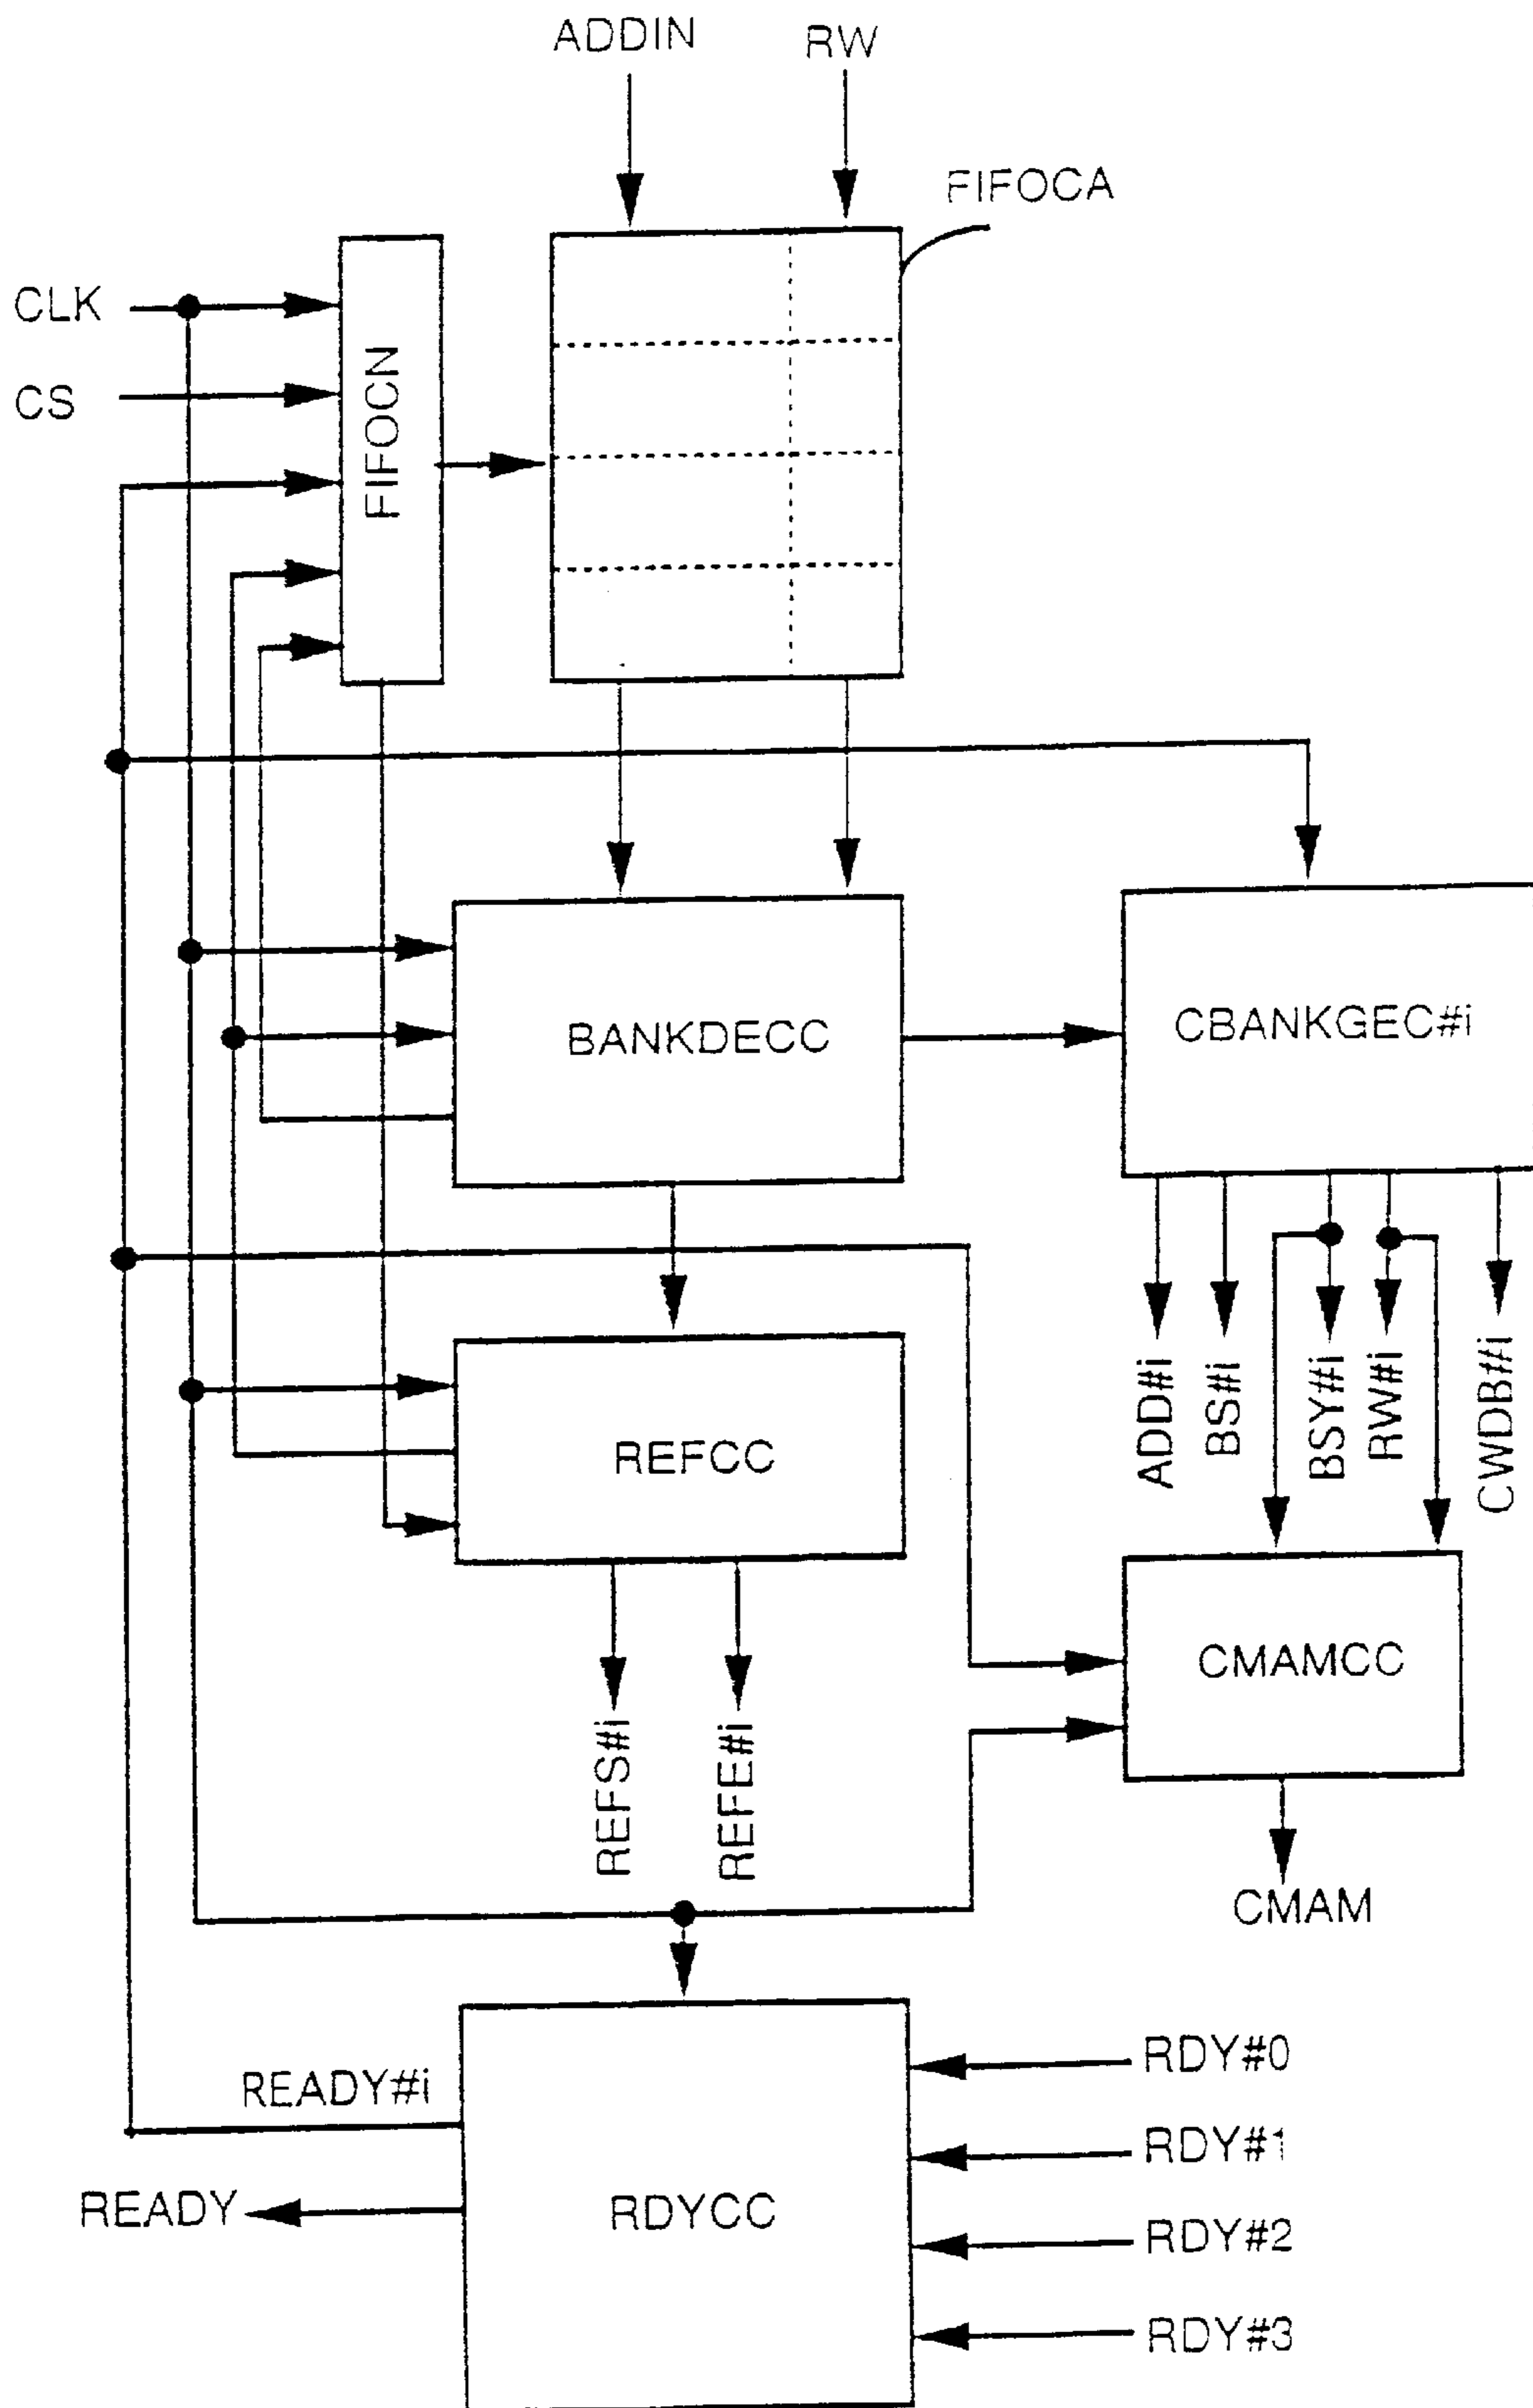 ADDIN
RW
FIFOCA
CLK
CS
FIFOCN
BANKDECC
CBANKGEC#i
ADD#i
BS#i
BSY#i
RW#i
CWDB#i
REFCC
CMAMCC
REFS#i
REFE#i
CMAM
READY#i
RDY#0
RDY#1
READY
RDYCC
RDY#2
RDY#3